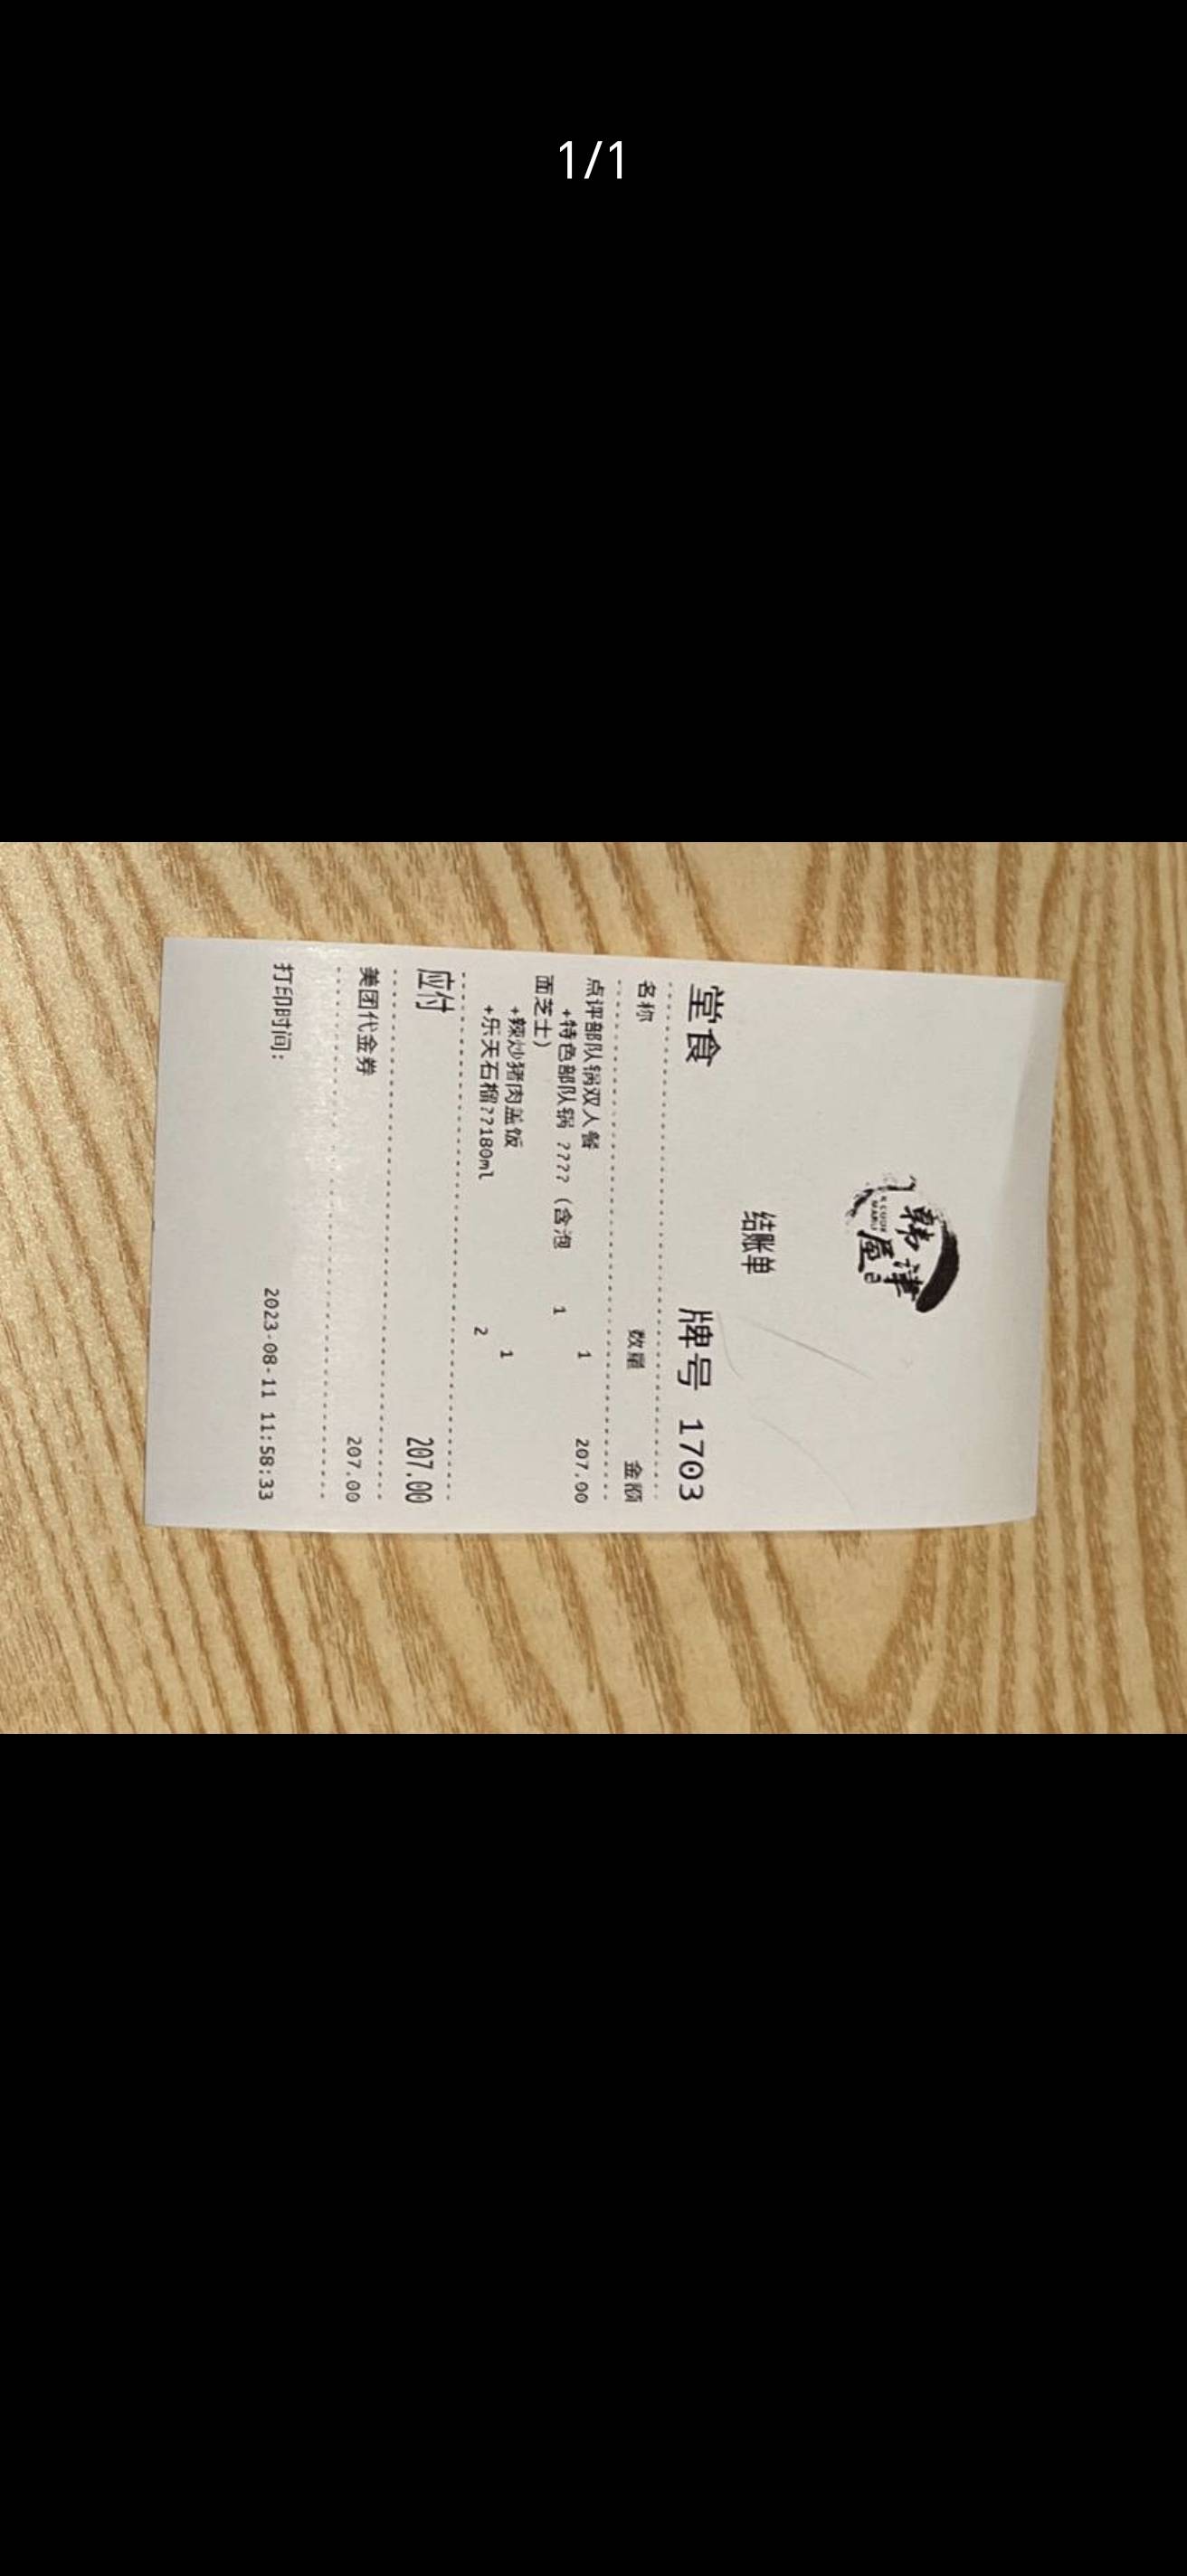 1/1
韩
津
屋
结账单
堂食 牌号 1703
名称 数量 金额
点评部队锅双人餐 1 207.00
+特色部队锅 ???? (含泡 1
面芝士)
+辣炒猪肉盖饭 1
+乐天石榴??180ml 2
应付 207.00
美团代金券 207.00
打印时间: 2023-08-11 11:58:33